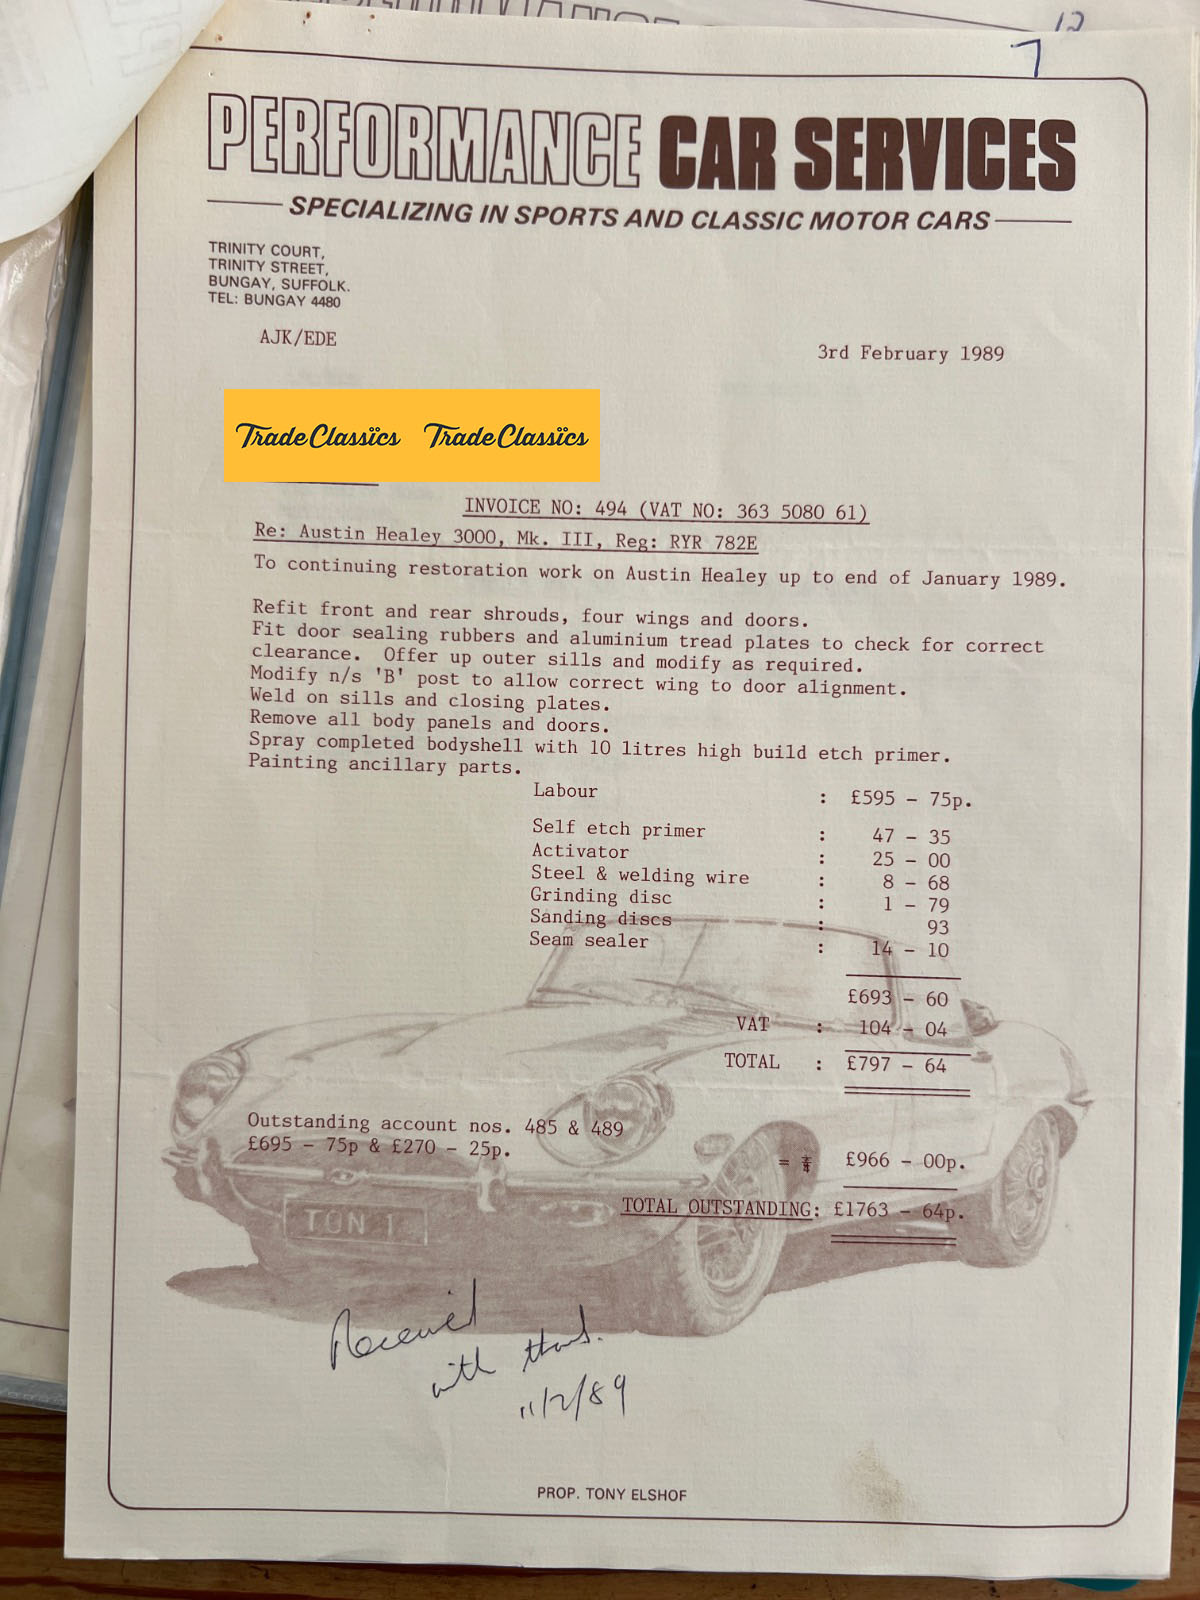 12
7
PERFORMANCE CAR SERVICES
SPECIALIZING IN SPORTS AND CLASSIC MOTOR CARS
TRINITY COURT,
TRINITY STREET,
BUNGAY, SUFFOLK.
TEL: BUNGAY 4480
AJK/EDE
3rd February 1989
Trade Classics Trade Classics
INVOICE NO: 494 (VAT NO: 363 5080 61)
Re: Austin Healey 3000, Mk. III, Reg: RYR 782E
To continuing restoration work on Austin Healey up to end of January 1989.
Refit front and rear shrouds, four wings and doors.
Fit door sealing rubbers and aluminium tread plates to check for correct
clearance. Offer up outer sills and modify as required.
Modify n/s 'B' post to allow correct wing to door alignment.
Weld on sills and closing plates.
Remove all body panels and doors.
Spray completed bodyshell with 10 litres high build etch primer.
Painting ancillary parts.
Labour : £595 - 75p.
Self etch primer : 47 - 35
Activator : 25 - 00
Steel & welding wire : 8 - 68
Grinding disc : 1 - 79
Sanding discs : 93
Seam sealer : 14 - 10
£693 - 60
VAT : 104 - 04
TOTAL : £797 - 64
Outstanding account nos. 485 & 489
£695 - 75p & £270 - 25p.
= £966 - 00p.
TOTAL OUTSTANDING: £1763 - 64p.
TON 1
Received
with thanks.
11/2/89
PROP. TONY ELSHOF